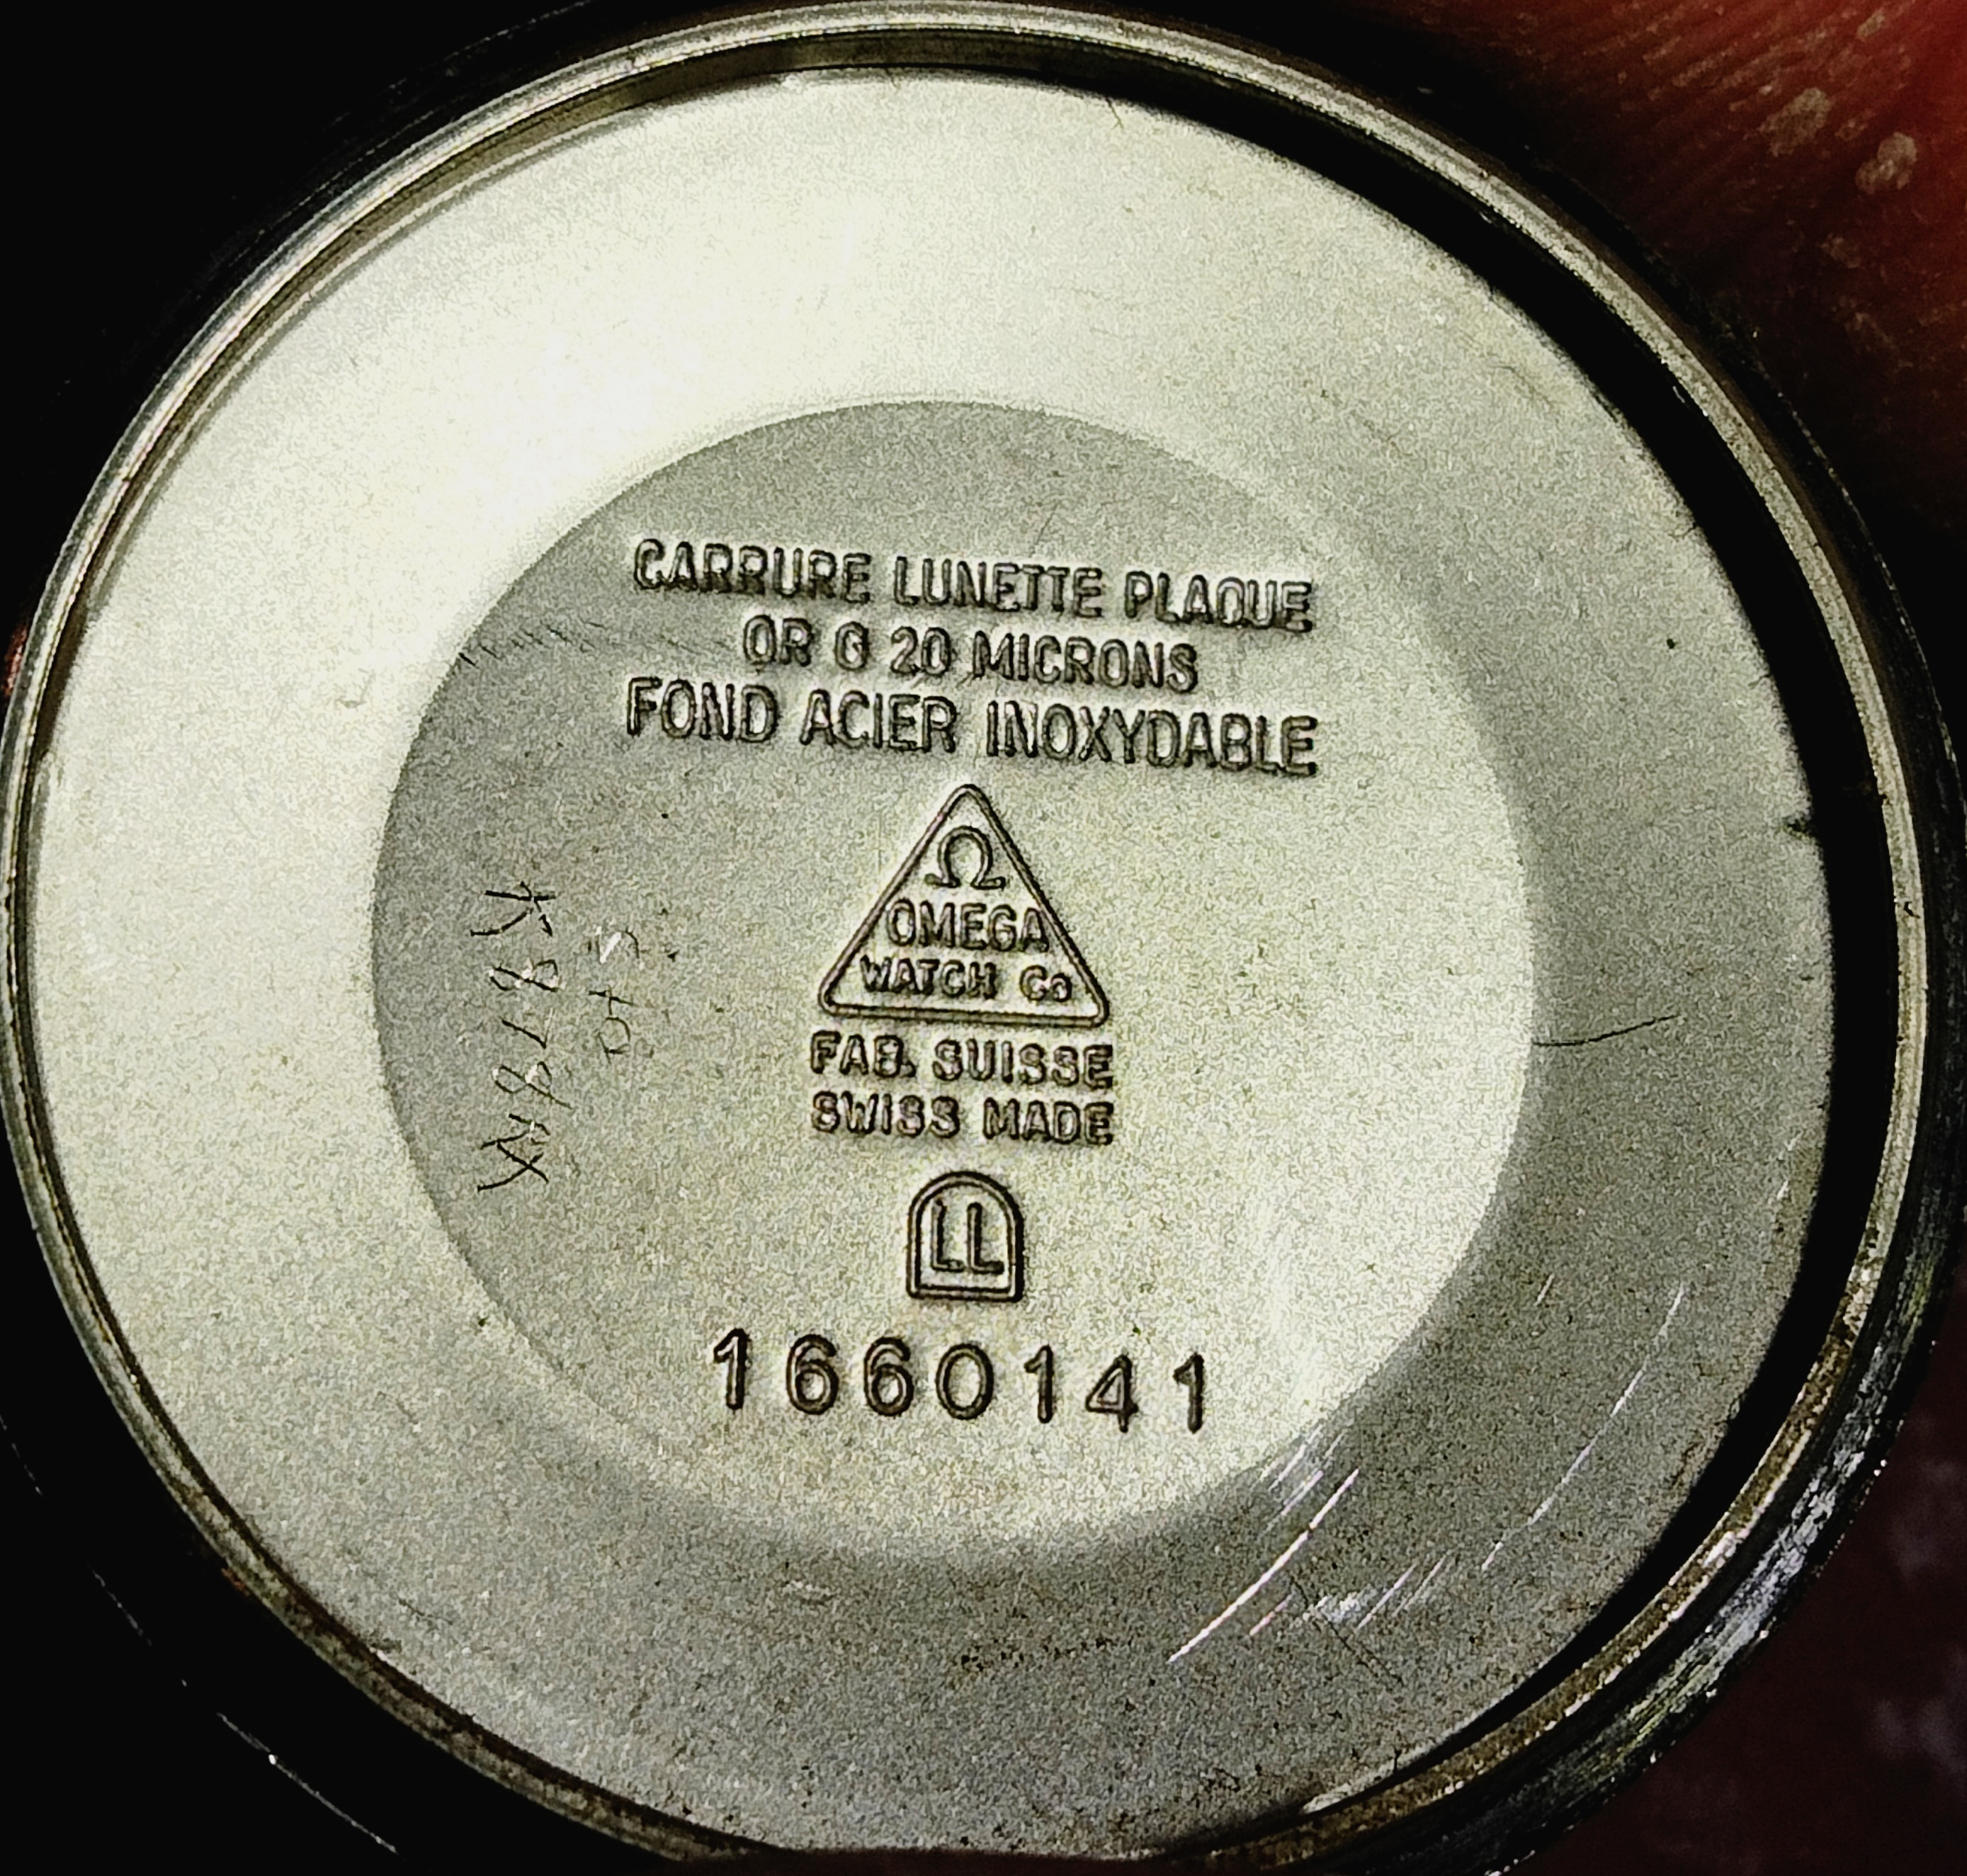 CARRURE LUNETTE PLAQUE
OR G 20 MICRONS
FOND ACIER INOXYDABLE
Ω
OMEGA
WATCH Co
FAB. SUISSE
SWISS MADE
LL
1660141